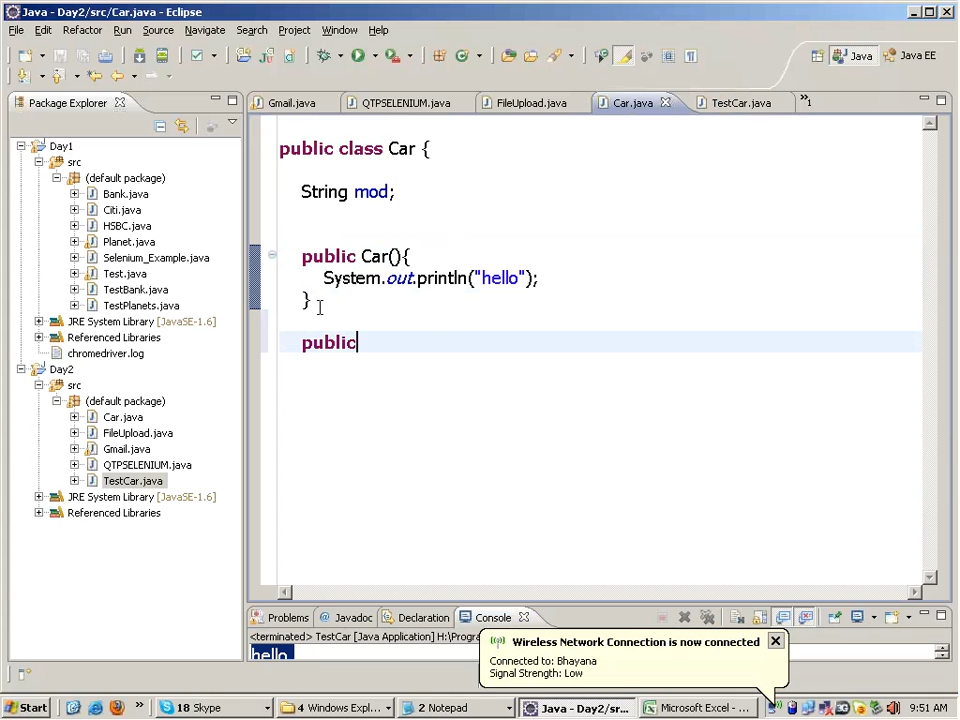 Java - Day2/src/Car.java - Eclipse
File Edit Refactor Run Source Navigate Search Project Window Help
Java Java EE
Package Explorer Gmail.java QTPSELENIUM.java FileUpload.java Car.java TestCar.java »1
Day1
src
(default package)
Bank.java
Citi.java
HSBC.java
Planet.java
Selenium_Example.java
Test.java
TestBank.java
TestPlanets.java
JRE System Library [JavaSE-1.6]
Referenced Libraries
chromedriver.log
Day2
src
(default package)
Car.java
FileUpload.java
Gmail.java
QTPSELENIUM.java
TestCar.java
JRE System Library [JavaSE-1.6]
Referenced Libraries
public class Car {
String mod;
public Car(){
System.out.println("hello");
}
public
Problems Javadoc Declaration Console
<terminated> TestCar [Java Application] H:\Progr
hello
Wireless Network Connection is now connected
Connected to: Bhayana
Signal Strength: Low
Start » 18 Skype 4 Windows Expl... 2 Notepad Java - Day2/sr... Microsoft Excel - ... 9:51 AM